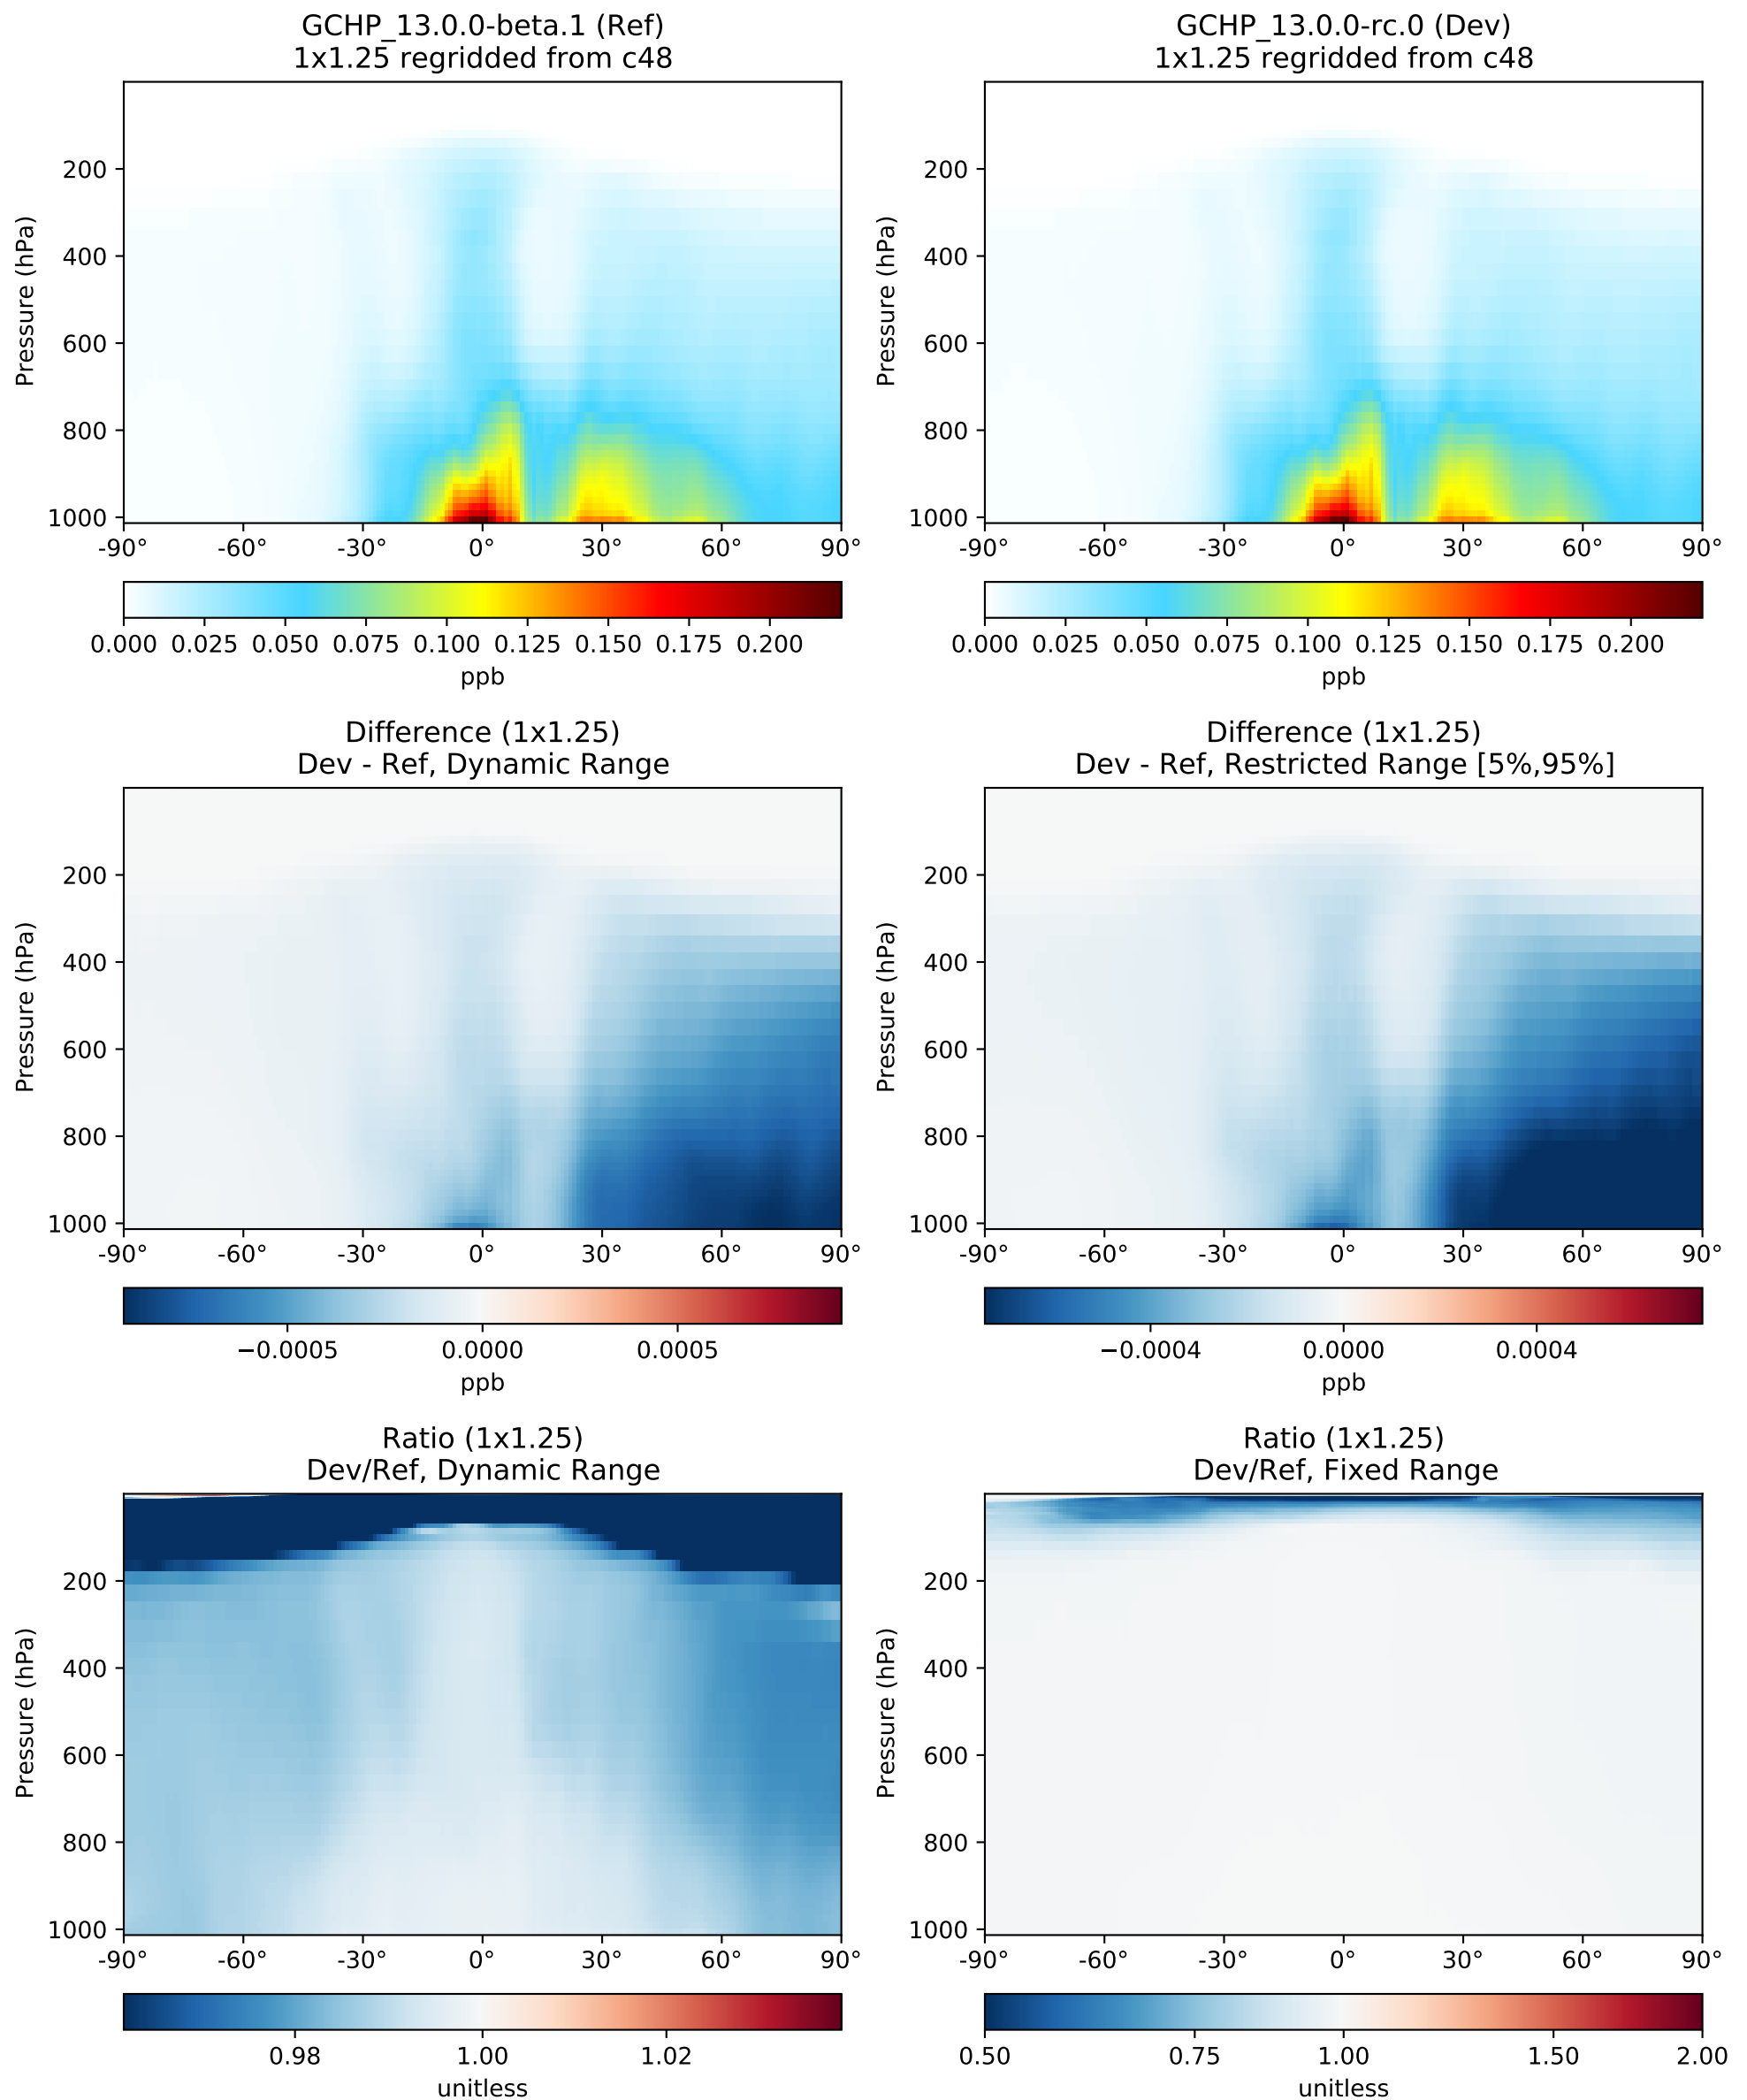 GCHP_13.0.0-beta.1 (Ref)
1x1.25 regridded from c48
Pressure (hPa)
200
400
600
800
1000
-90° -60° -30° 0° 30° 60° 90°
0.000 0.025 0.050 0.075 0.100 0.125 0.150 0.175 0.200
ppb
GCHP_13.0.0-rc.0 (Dev)
1x1.25 regridded from c48
Pressure (hPa)
200
400
600
800
1000
-90° -60° -30° 0° 30° 60° 90°
0.000 0.025 0.050 0.075 0.100 0.125 0.150 0.175 0.200
ppb
Difference (1x1.25)
Dev - Ref, Dynamic Range
Pressure (hPa)
200
400
600
800
1000
-90° -60° -30° 0° 30° 60° 90°
−0.0005 0.0000 0.0005
ppb
Difference (1x1.25)
Dev - Ref, Restricted Range [5%,95%]
Pressure (hPa)
200
400
600
800
1000
-90° -60° -30° 0° 30° 60° 90°
−0.0004 0.0000 0.0004
ppb
Ratio (1x1.25)
Dev/Ref, Dynamic Range
Pressure (hPa)
200
400
600
800
1000
-90° -60° -30° 0° 30° 60° 90°
0.98 1.00 1.02
unitless
Ratio (1x1.25)
Dev/Ref, Fixed Range
Pressure (hPa)
200
400
600
800
1000
-90° -60° -30° 0° 30° 60° 90°
0.50 0.75 1.00 1.50 2.00
unitless